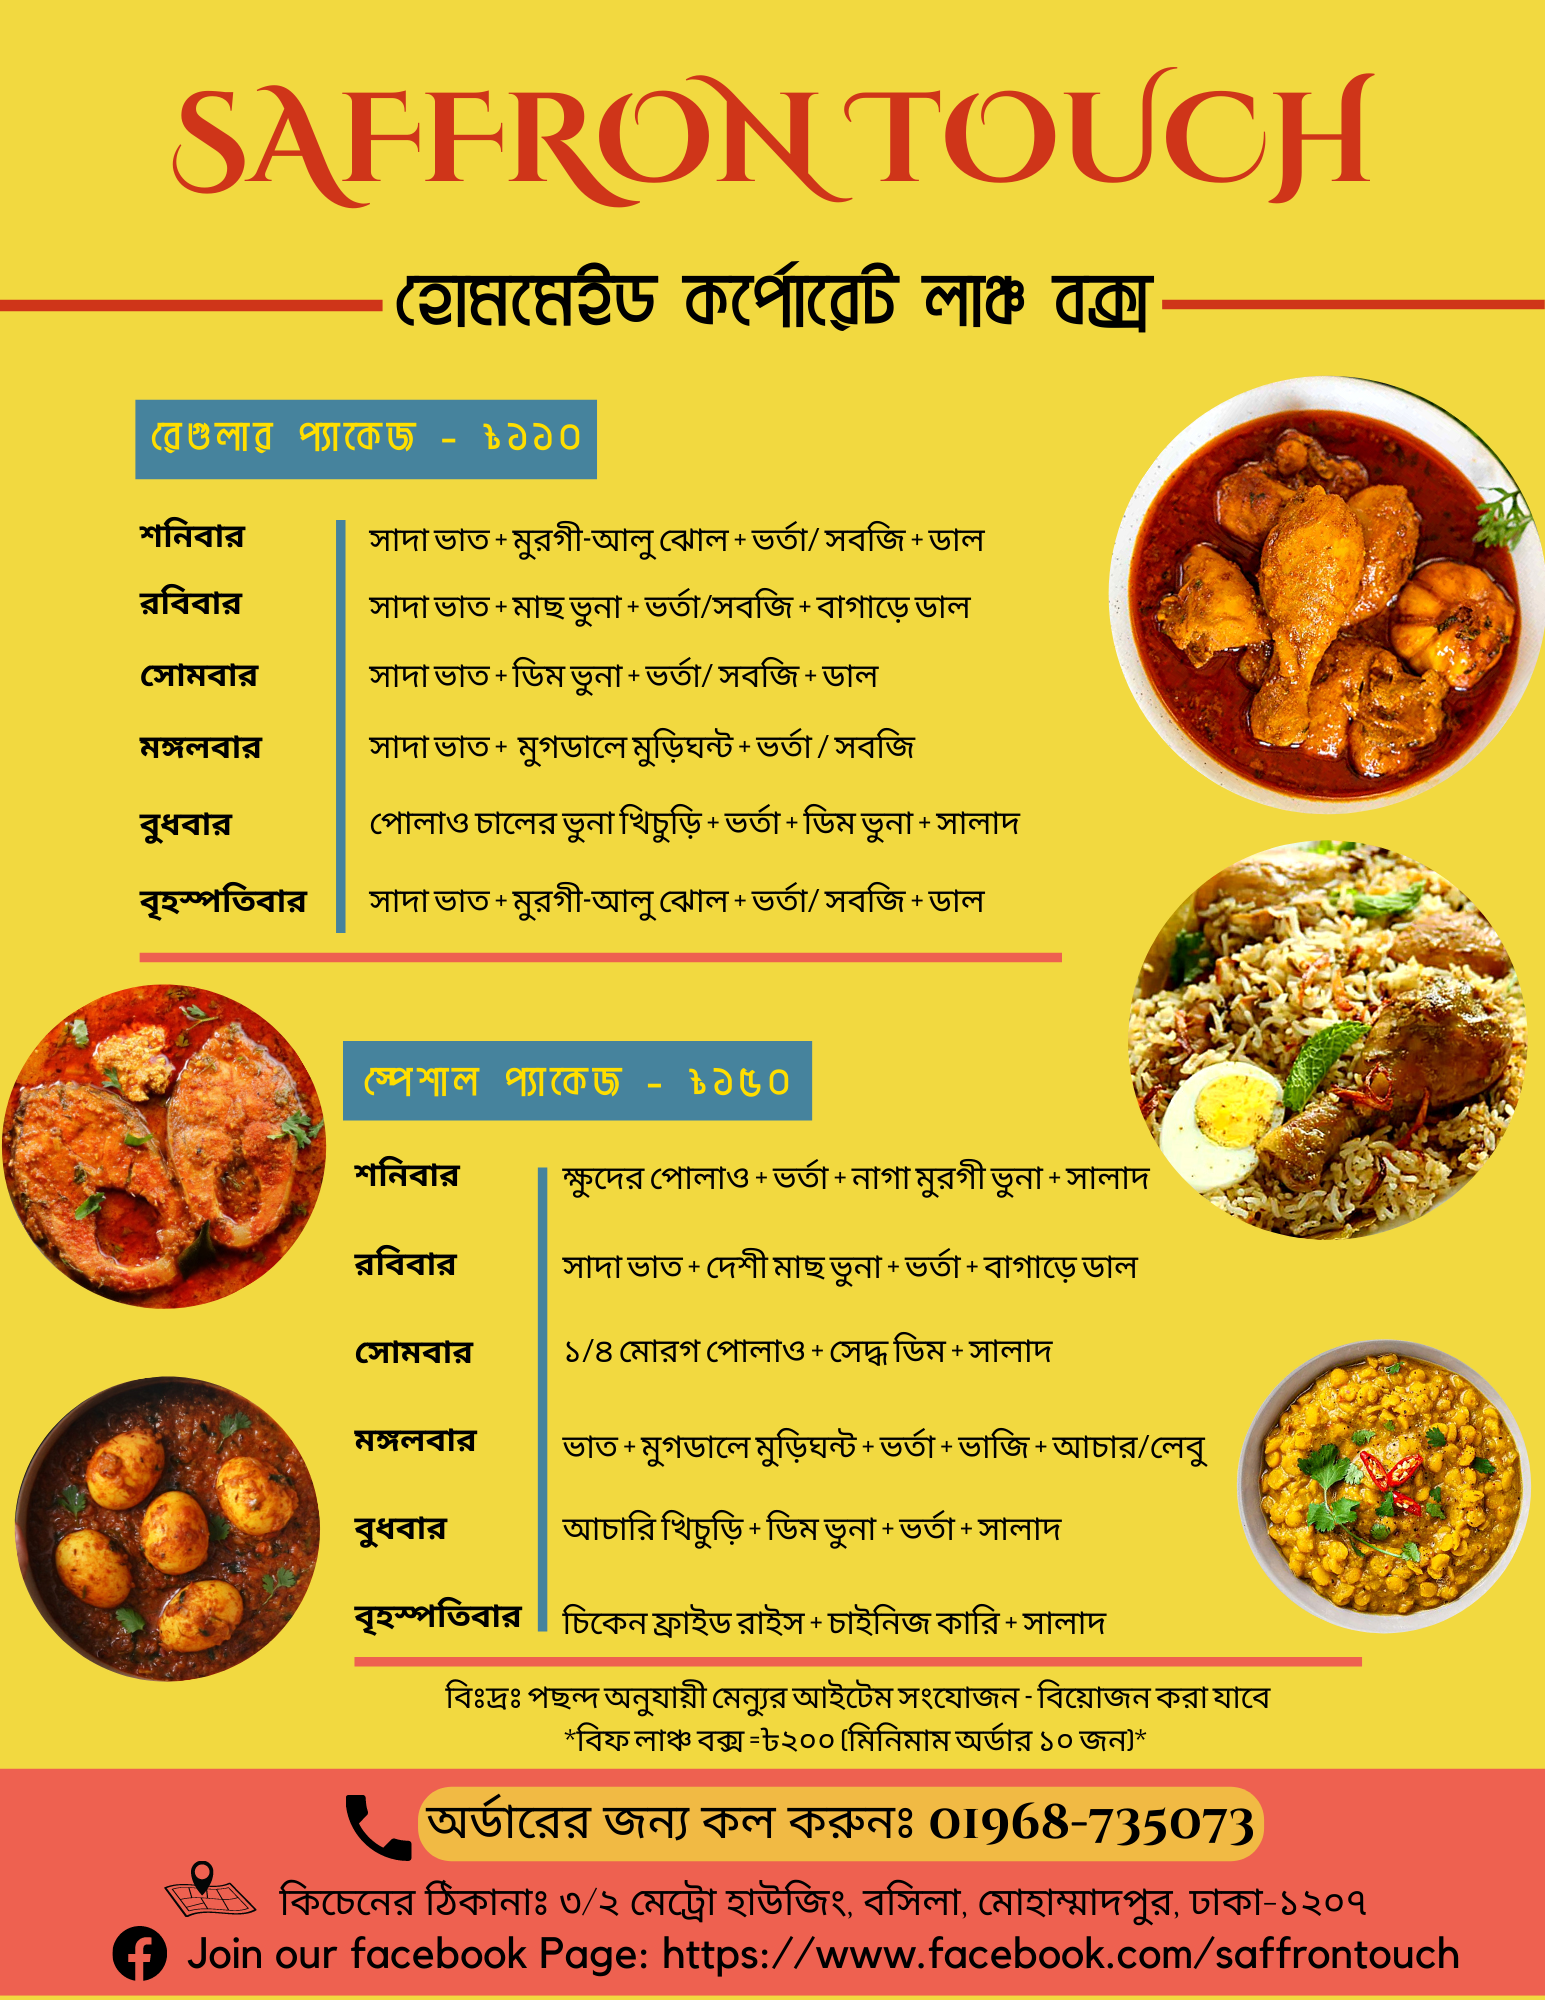 SAFFRON TOUCH
হোমমেইড কর্পোরেট লাঞ্চ বক্স
রেগুলার প্যাকেজ - ৳১১০
শনিবার সাদা ভাত + মুরগী-আলু ঝোল + ভর্তা/ সবজি + ডাল
রবিবার সাদা ভাত + মাছ ভুনা + ভর্তা/সবজি + বাগাড়ে ডাল
সোমবার সাদা ভাত + ডিম ভুনা + ভর্তা/ সবজি + ডাল
মঙ্গলবার সাদা ভাত + মুগডালে মুড়িঘন্ট + ভর্তা / সবজি
বুধবার পোলাও চালের ভুনা খিচুড়ি + ভর্তা + ডিম ভুনা + সালাদ
বৃহস্পতিবার সাদা ভাত + মুরগী-আলু ঝোল + ভর্তা/ সবজি + ডাল
স্পেশাল প্যাকেজ - ৳১৫০
শনিবার ক্ষুদের পোলাও + ভর্তা + নাগা মুরগী ভুনা + সালাদ
রবিবার সাদা ভাত + দেশী মাছ ভুনা + ভর্তা + বাগাড়ে ডাল
সোমবার ১/৪ মোরগ পোলাও + সেদ্ধ ডিম + সালাদ
মঙ্গলবার ভাত + মুগডালে মুড়িঘন্ট + ভর্তা + ভাজি + আচার/লেবু
বুধবার আচারি খিচুড়ি + ডিম ভুনা + ভর্তা + সালাদ
বৃহস্পতিবার চিকেন ফ্রাইড রাইস + চাইনিজ কারি + সালাদ
বিঃদ্রঃ পছন্দ অনুযায়ী মেন্যুর আইটেম সংযোজন - বিয়োজন করা যাবে
*বিফ লাঞ্চ বক্স =৳২০০ (মিনিমাম অর্ডার ১০ জন)*
অর্ডারের জন্য কল করুনঃ 01968-735073
কিচেনের ঠিকানাঃ ৩/২ মেট্রো হাউজিং, বসিলা, মোহাম্মাদপুর, ঢাকা-১২০৭
Join our facebook Page: https://www.facebook.com/saffrontouch